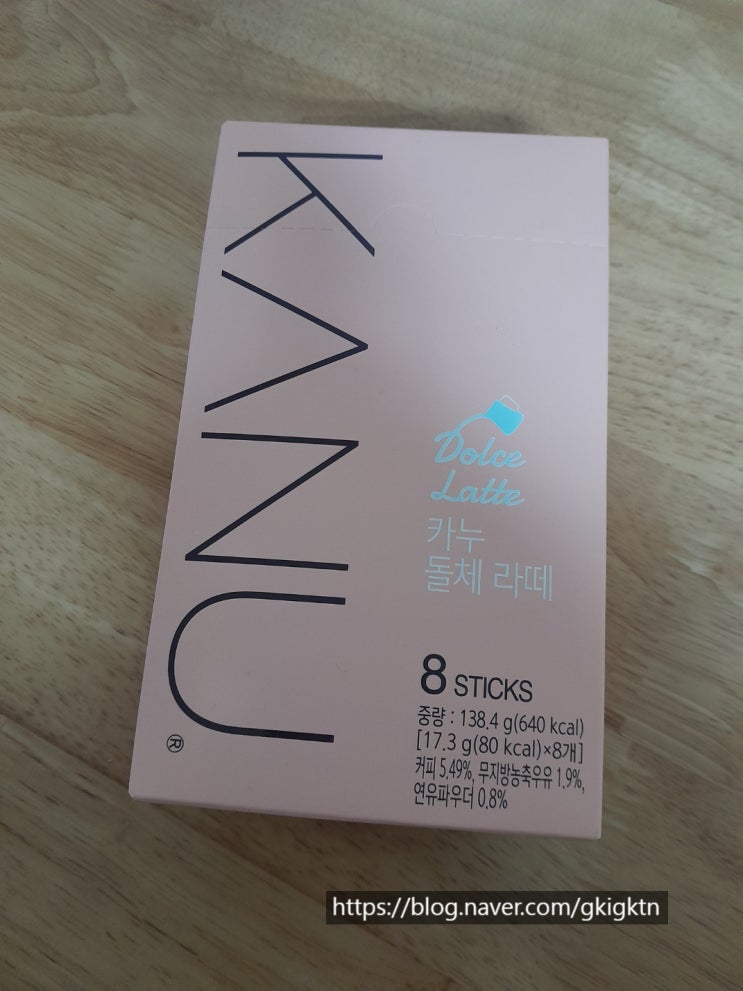 KANU®
Dolce
Latte
카누
돌체 라떼
8 STICKS
중량 : 138.4 g(640 kcal)
[17.3 g(80 kcal)×8개]
커피 5.49%, 무지방농축우유 1.9%,
연유파우더 0.8%
https://blog.naver.com/gkigktn